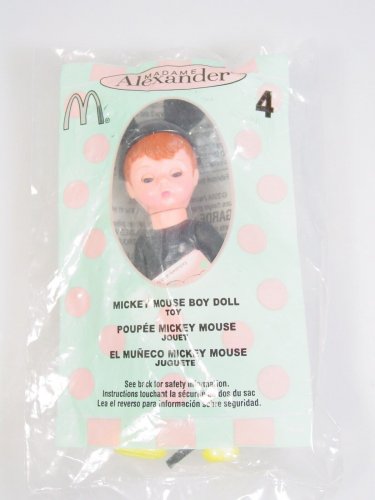 MADAME
Alexander
M®
4
GARDE
MICKEY MOUSE BOY DOLL
TOY
POUPÉE MICKEY MOUSE
JOUET
EL MUÑECO MICKEY MOUSE
JUGUETE
See back for safety information.
Instructions touchant la sécurité au dos du sac
Lea el reverso para información sobre seguridad.